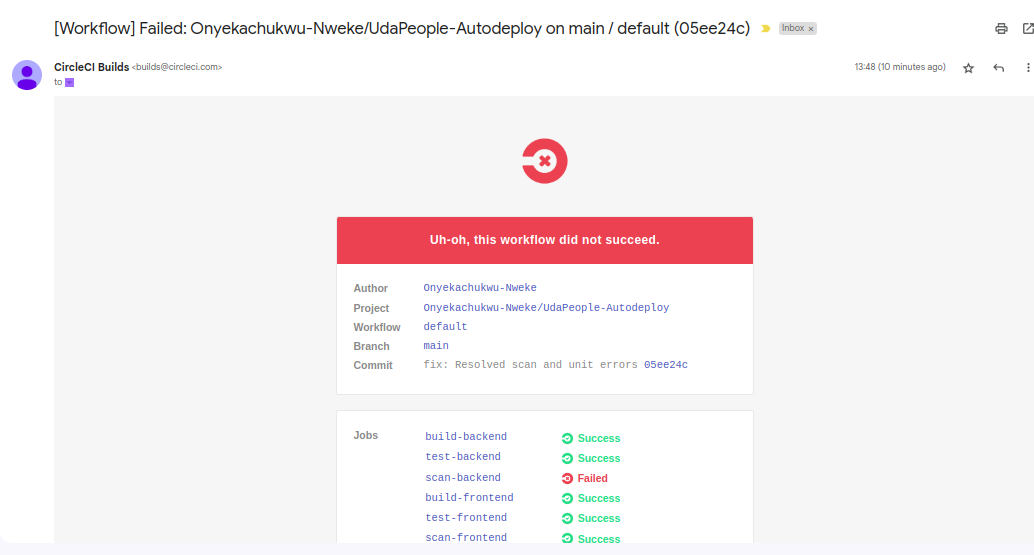 [Workflow] Failed: Onyekachukwu-Nweke/UdaPeople-Autodeploy on main / default (05ee24c) Inbox ×
CircleCI Builds <builds@circleci.com> 13:48 (10 minutes ago)
to
Uh-oh, this workflow did not succeed.
Author Onyekachukwu-Nweke
Project Onyekachukwu-Nweke/UdaPeople-Autodeploy
Workflow default
Branch main
Commit fix: Resolved scan and unit errors 05ee24c
Jobs build-backend Success
test-backend Success
scan-backend Failed
build-frontend Success
test-frontend Success
scan-frontend Success